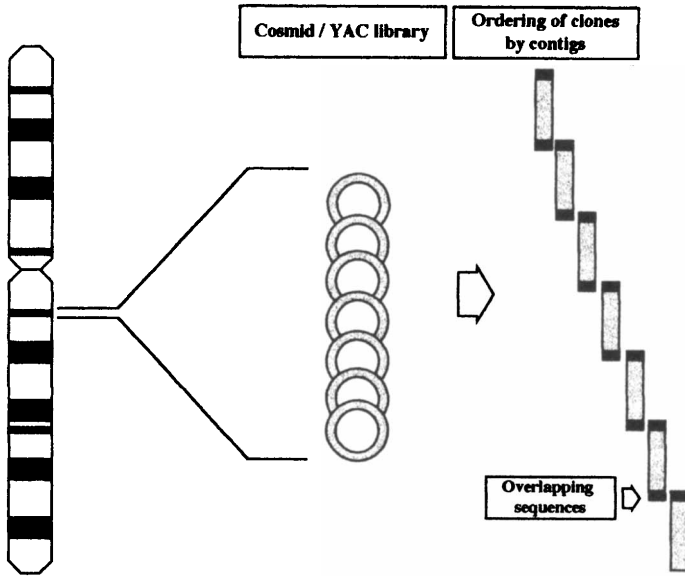 Cosmid / YAC library
Ordering of clones
by contigs
Overlapping
sequences